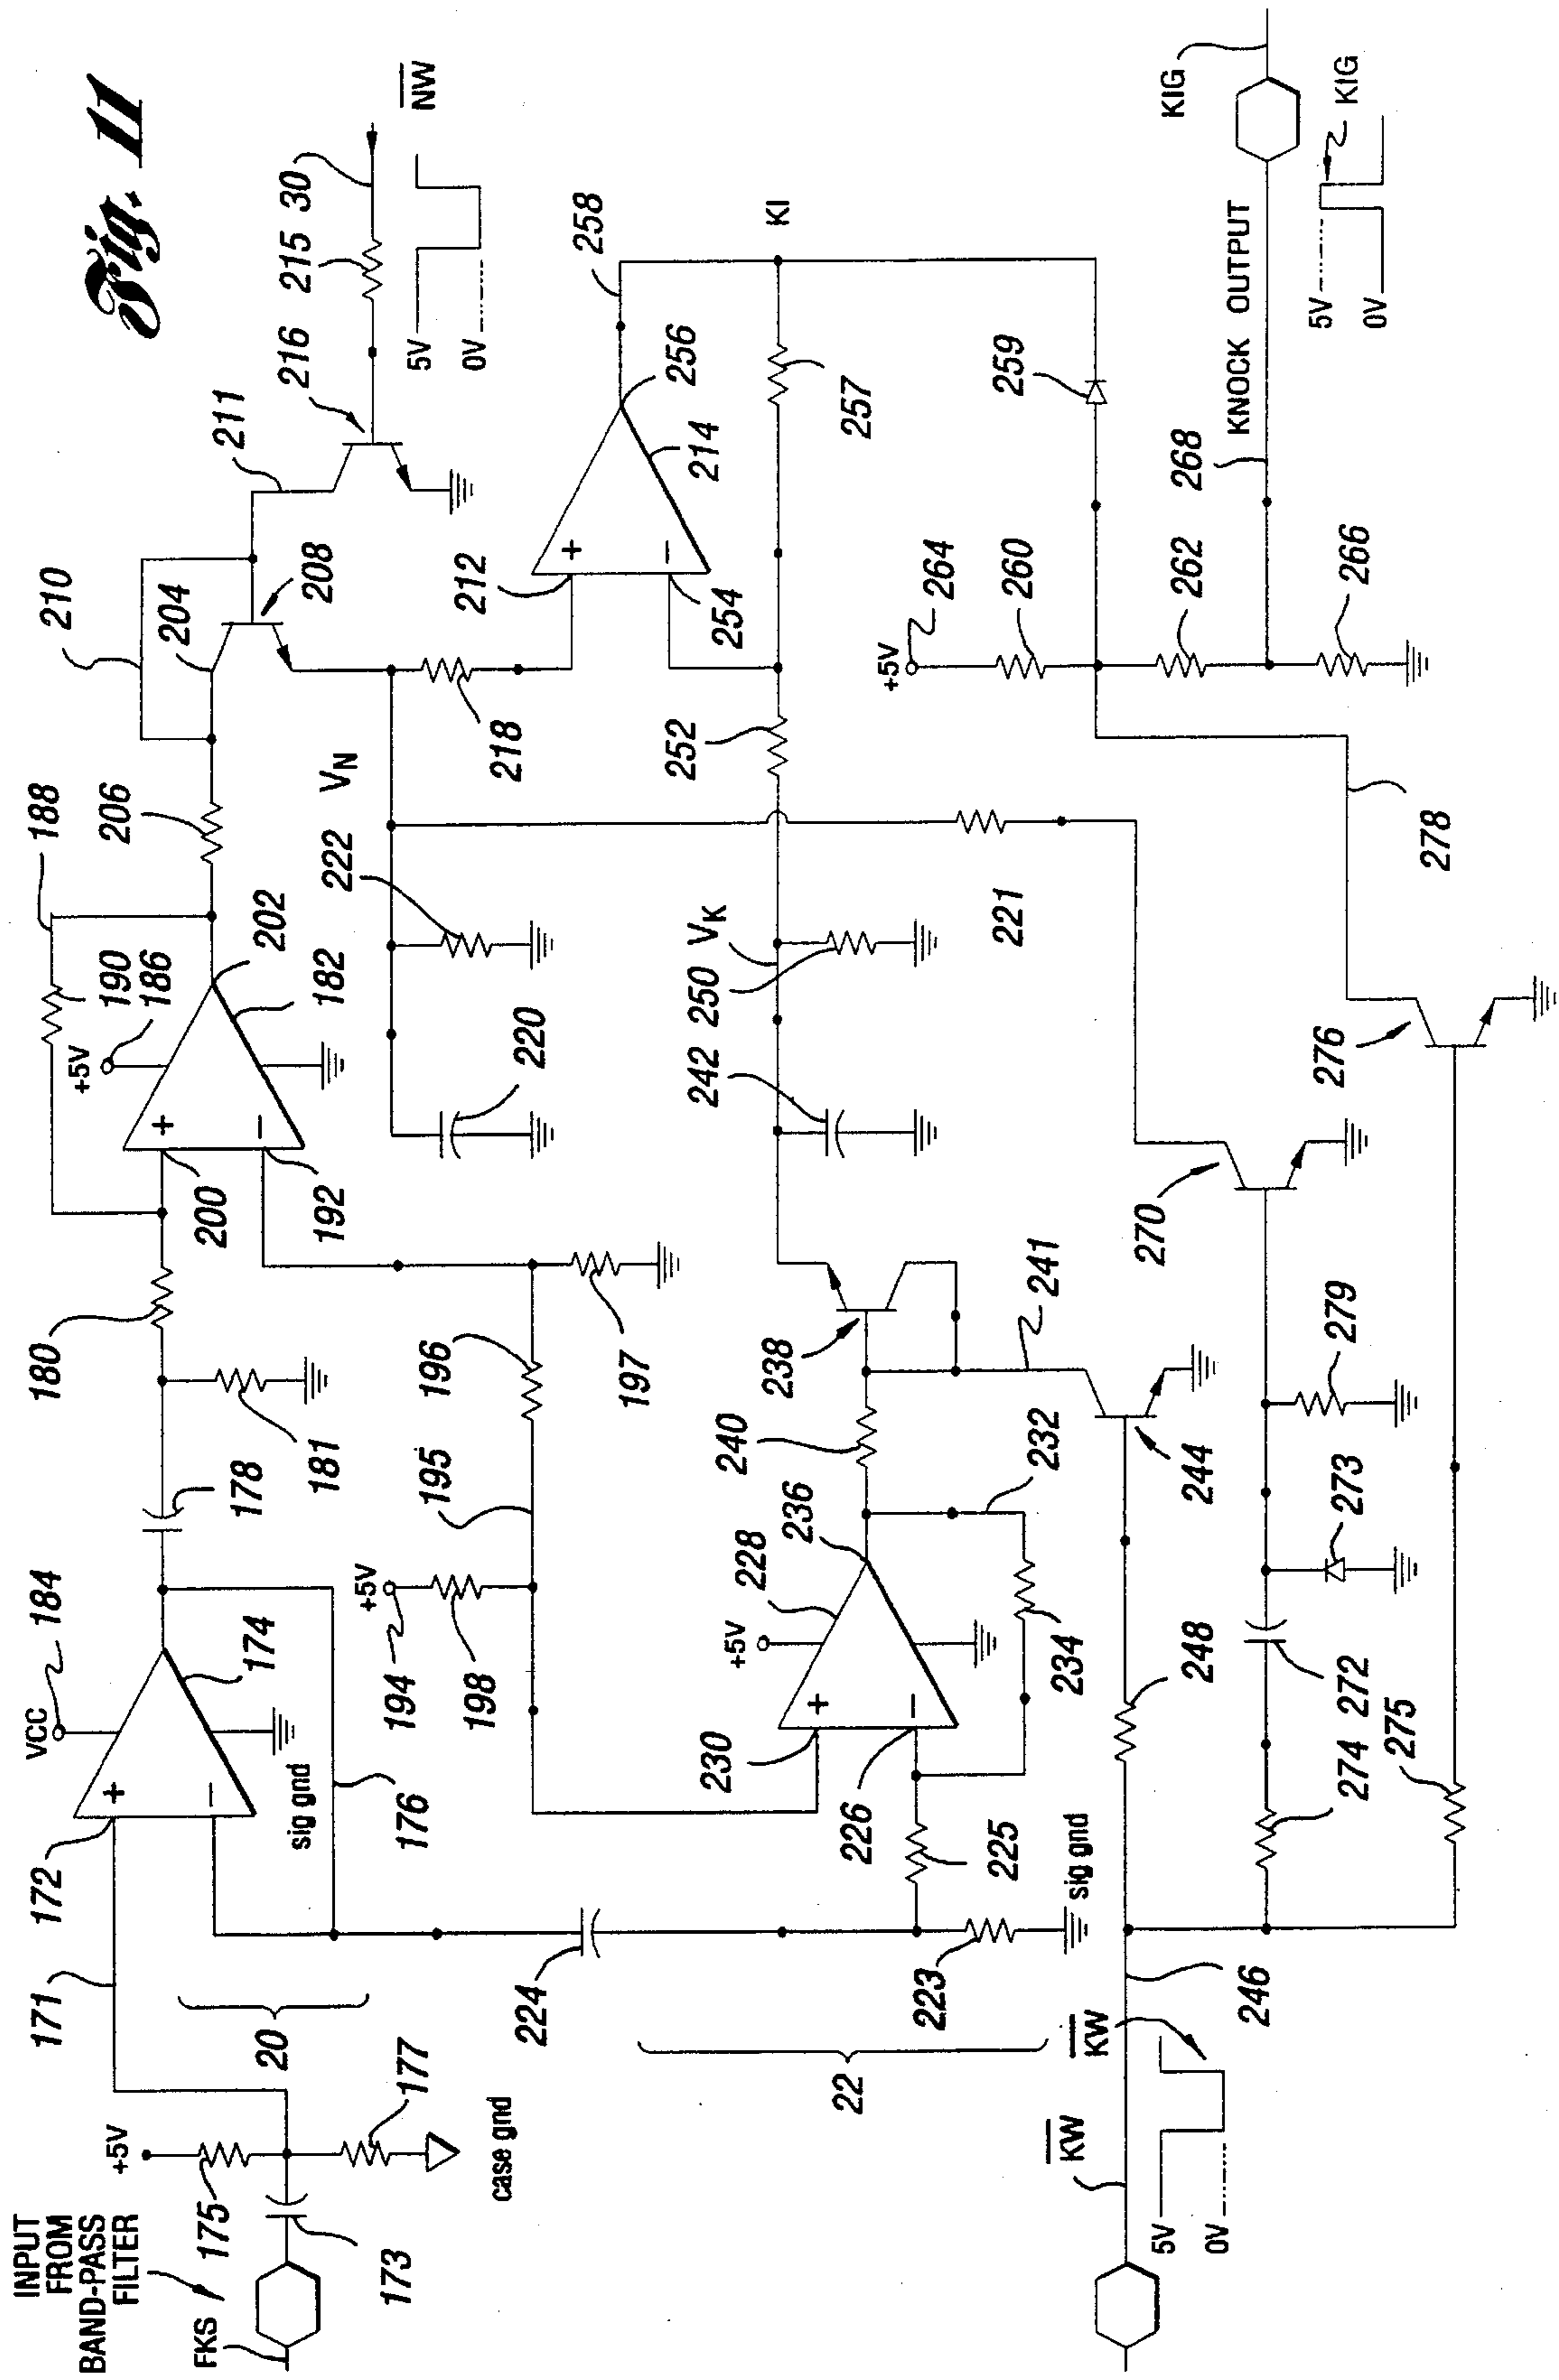 Fig. 11
INPUT
FROM
BAND-PASS
FILTER
FKS
173
+5V
175
177
case gnd
171
20
172
VCC
184
+
−
174
sig gnd
176
178
180
181
200
192
+5V
186
190
188
+
−
182
202
206
210
204
208
211
216
215
30
NW
5V
0V
+5V
194
198
195
196
197
220
222
VN
218
212
254
+
−
214
256
258
257
KI
224
22
223
sig gnd
225
226
230
+5V
228
+
−
236
234
232
240
238
241
242
250
VK
252
221
+5V
264
260
262
266
259
268
KNOCK OUTPUT
KIG
5V
0V
KIG
KW
KW
5V
0V
246
248
244
274
272
273
279
270
275
276
278